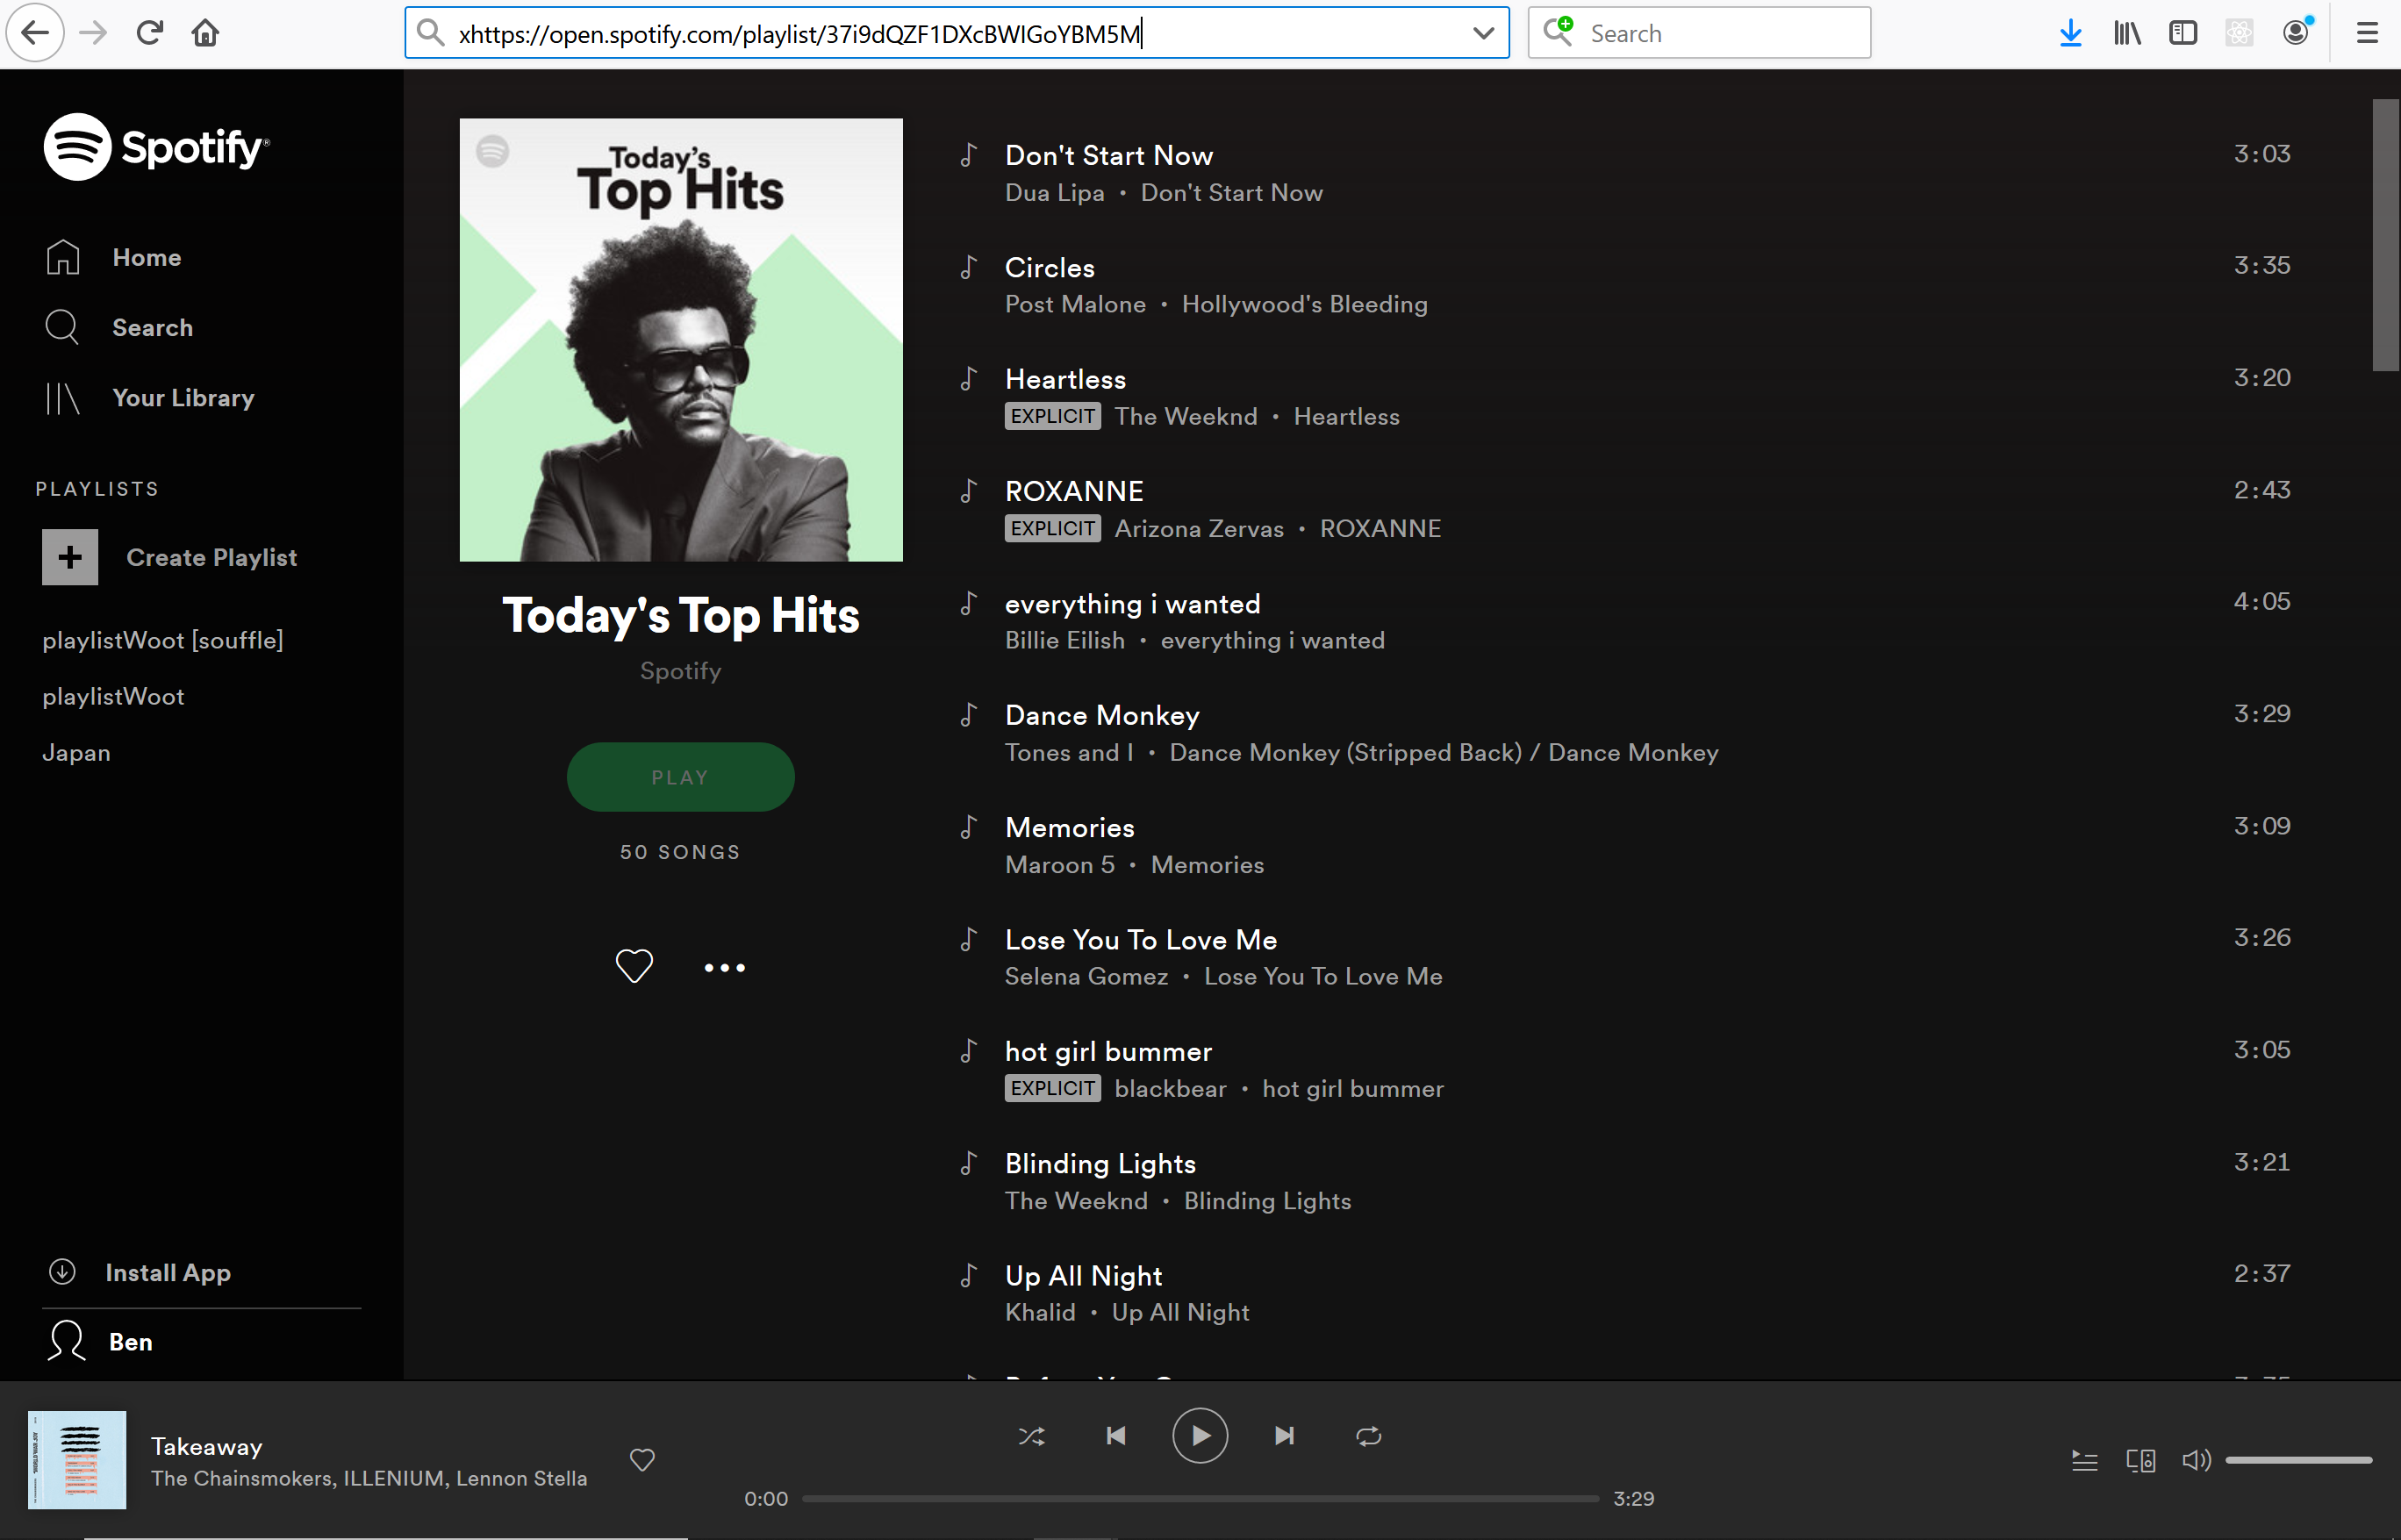 xhttps://open.spotify.com/playlist/37i9dQZF1DXcBWIGoYBM5M
Search
Spotify®
Home
Search
Your Library
PLAYLISTS
Create Playlist
playlistWoot [souffle]
playlistWoot
Japan
Install App
Ben
Today's
Top Hits
Today's Top Hits
Spotify
PLAY
50 SONGS
Don't Start Now 3:03
Dua Lipa • Don't Start Now
Circles 3:35
Post Malone • Hollywood's Bleeding
Heartless 3:20
EXPLICIT The Weeknd • Heartless
ROXANNE 2:43
EXPLICIT Arizona Zervas • ROXANNE
everything i wanted 4:05
Billie Eilish • everything i wanted
Dance Monkey 3:29
Tones and I • Dance Monkey (Stripped Back) / Dance Monkey
Memories 3:09
Maroon 5 • Memories
Lose You To Love Me 3:26
Selena Gomez • Lose You To Love Me
hot girl bummer 3:05
EXPLICIT blackbear • hot girl bummer
Blinding Lights 3:21
The Weeknd • Blinding Lights
Up All Night 2:37
Khalid • Up All Night
Takeaway
The Chainsmokers, ILLENIUM, Lennon Stella
0:00 3:29